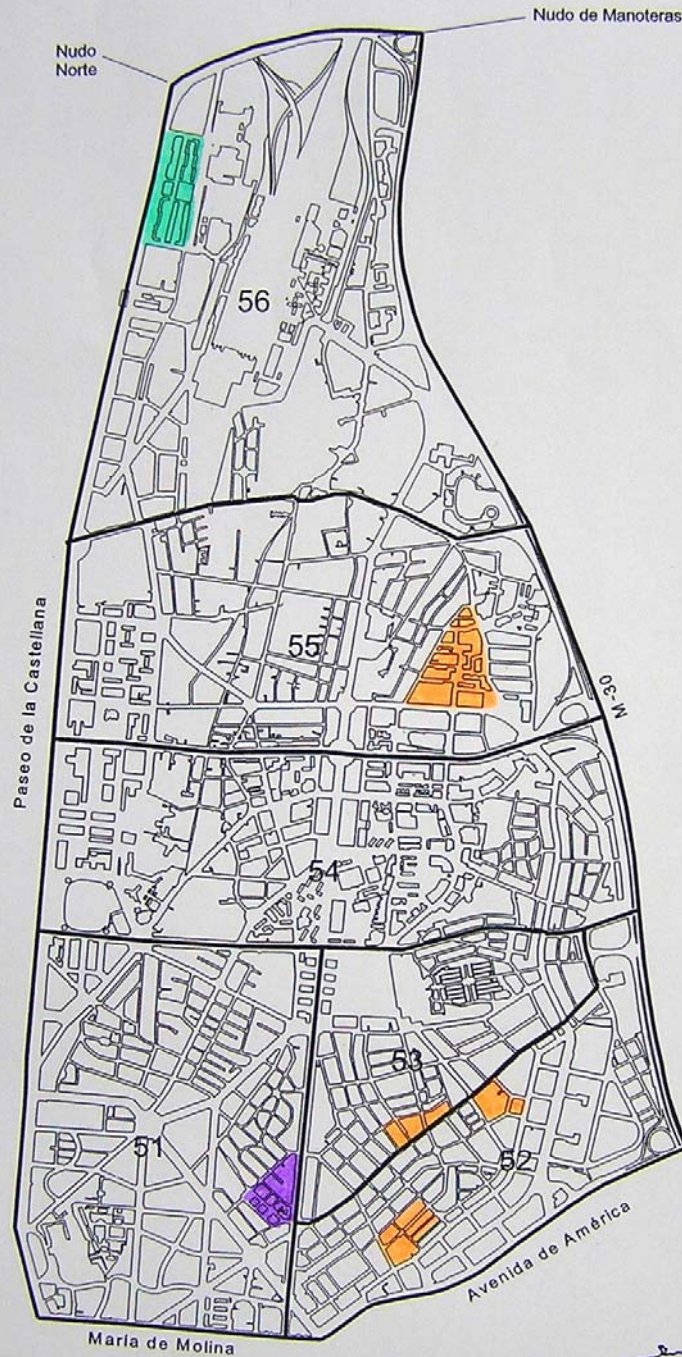 Nudo de Manoteras
Nudo
Norte
56
Paseo de la Castellana
55
M-30
54
53
51
52
Avenida de América
María de Molina